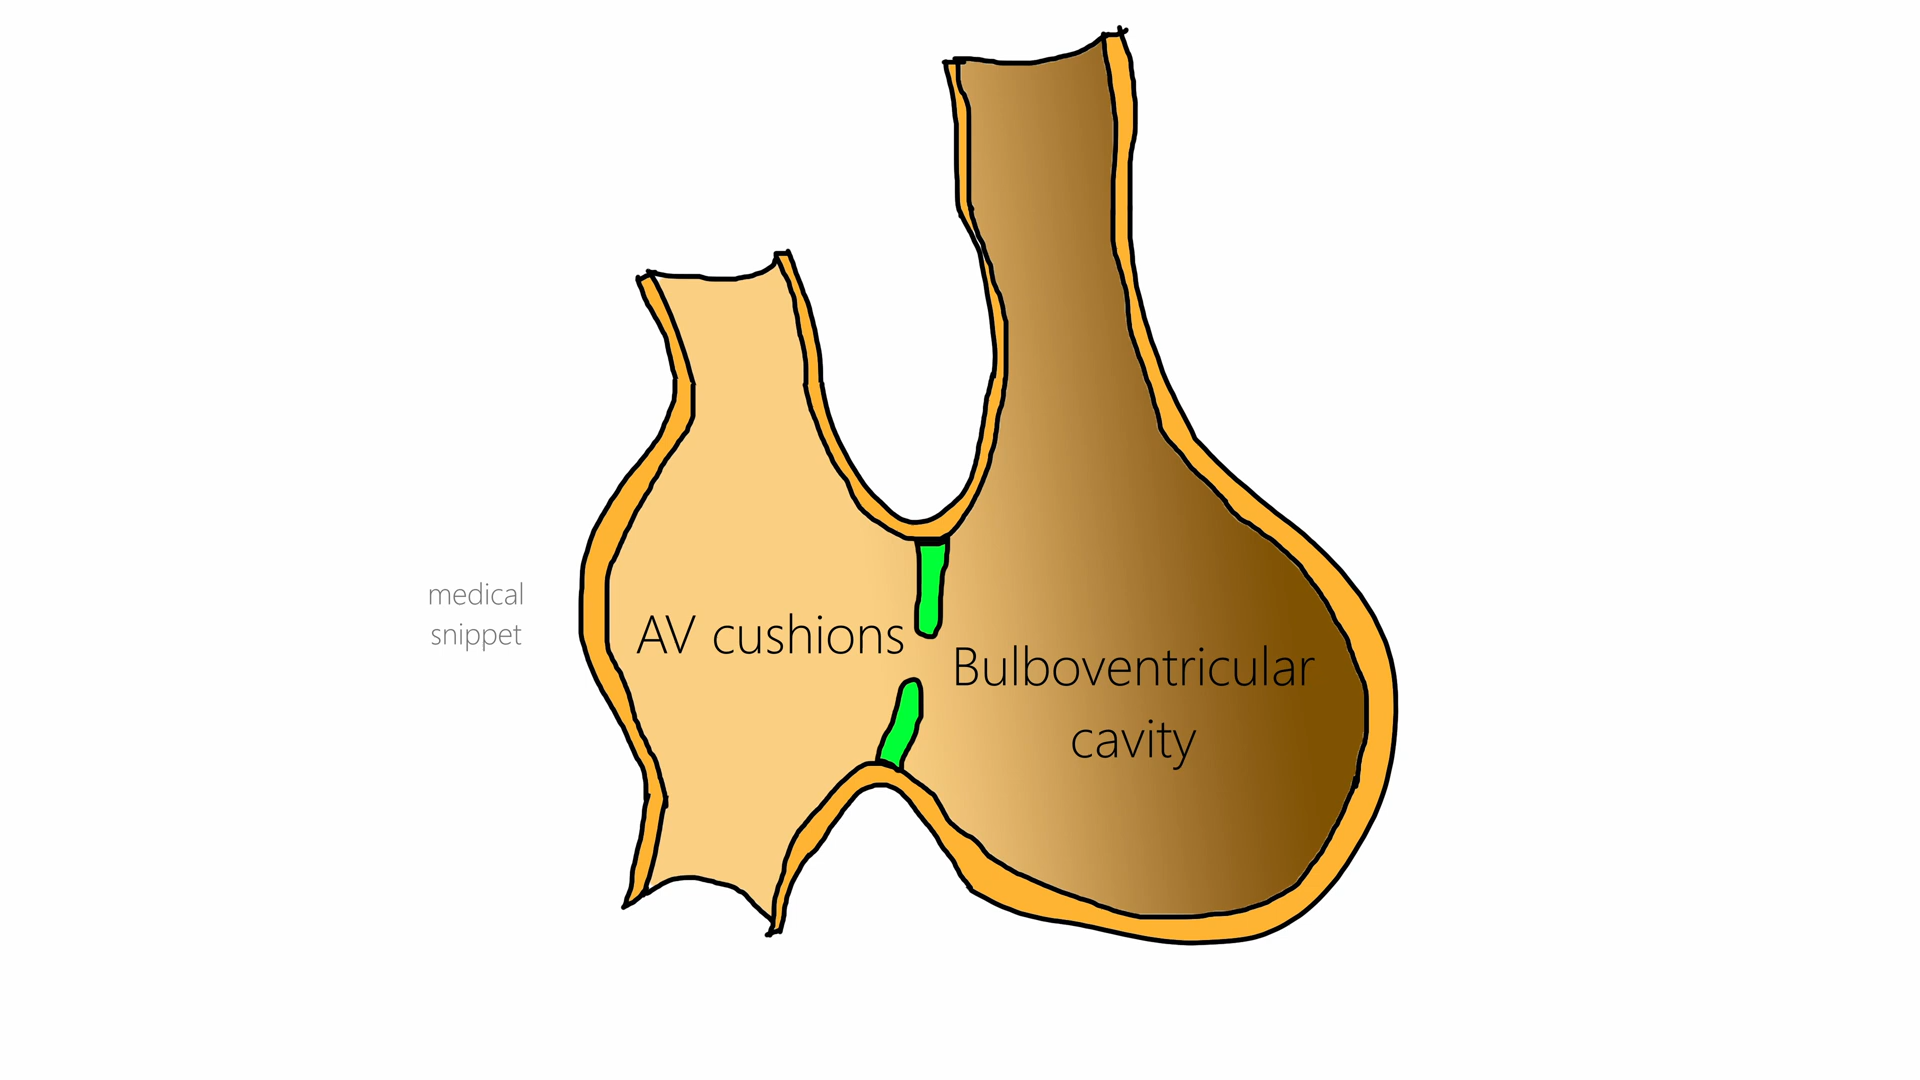 medical
snippet
AV cushions
Bulboventricular
cavity